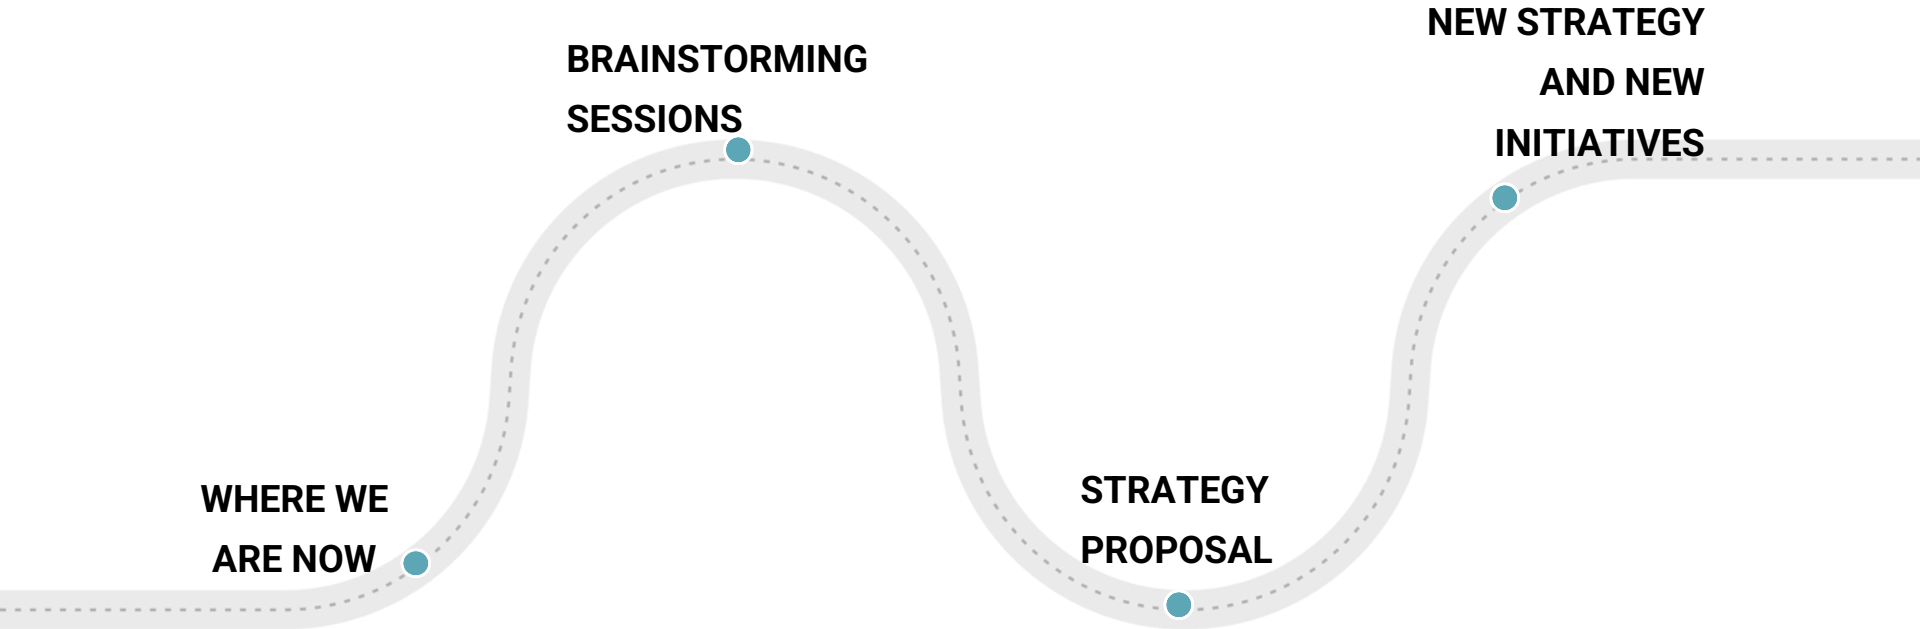 WHERE WE
ARE NOW
BRAINSTORMING
SESSIONS
STRATEGY
PROPOSAL
NEW STRATEGY
AND NEW
INITIATIVES